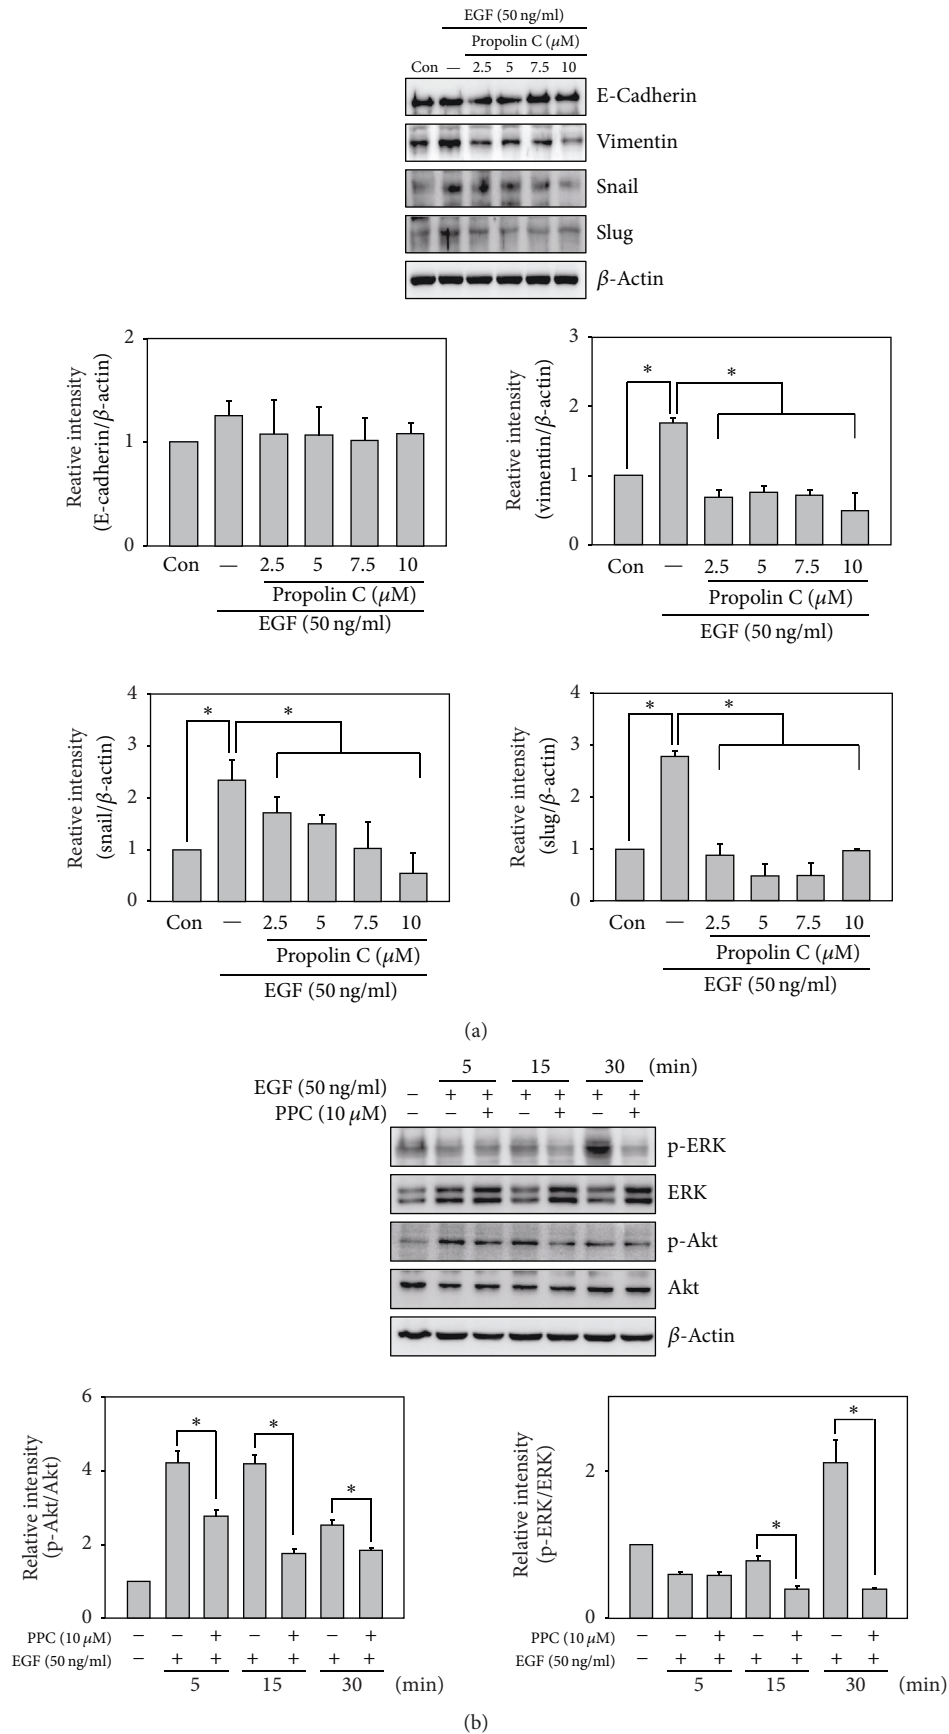 EGF (50 ng/ml)
Propolin C (μM)
Con — 2.5 5 7.5 10
E-Cadherin
Vimentin
Snail
Slug
β-Actin
2
1
0
Reative intensity
(E-cadherin/β-actin)
Con — 2.5 5 7.5 10
Propolin C (μM)
EGF (50 ng/ml)
3
2
1
0
Reative intensity
(vimentin/β-actin)
* *
Con — 2.5 5 7.5 10
Propolin C (μM)
EGF (50 ng/ml)
4
3
2
1
0
Reative intensity
(snail/β-actin)
* *
Con — 2.5 5 7.5 10
Propolin C (μM)
EGF (50 ng/ml)
4
3
2
1
0
Reative intensity
(slug/β-actin)
* *
Con — 2.5 5 7.5 10
Propolin C (μM)
EGF (50 ng/ml)
(a)
5 15 30 (min)
EGF (50 ng/ml) − + + + + + +
PPC (10 μM) − − + − + − +
p-ERK
ERK
p-Akt
Akt
β-Actin
6
4
2
0
Relative intensity
(p-Akt/Akt)
* * *
PPC (10 μM) − − + − + − +
EGF (50 ng/ml) − + + + + + +
5 15 30 (min)
2
0
Relative intensity
(p-ERK/ERK)
* *
PPC (10 μM) − − + − + − +
EGF (50 ng/ml) − + + + + + +
5 15 30 (min)
(b)